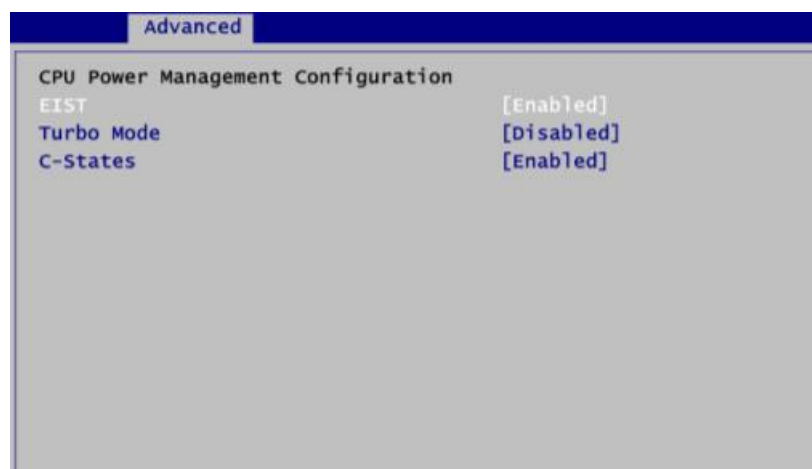 Advanced
CPU Power Management Configuration
EIST [Enabled]
Turbo Mode [Disabled]
C-States [Enabled]